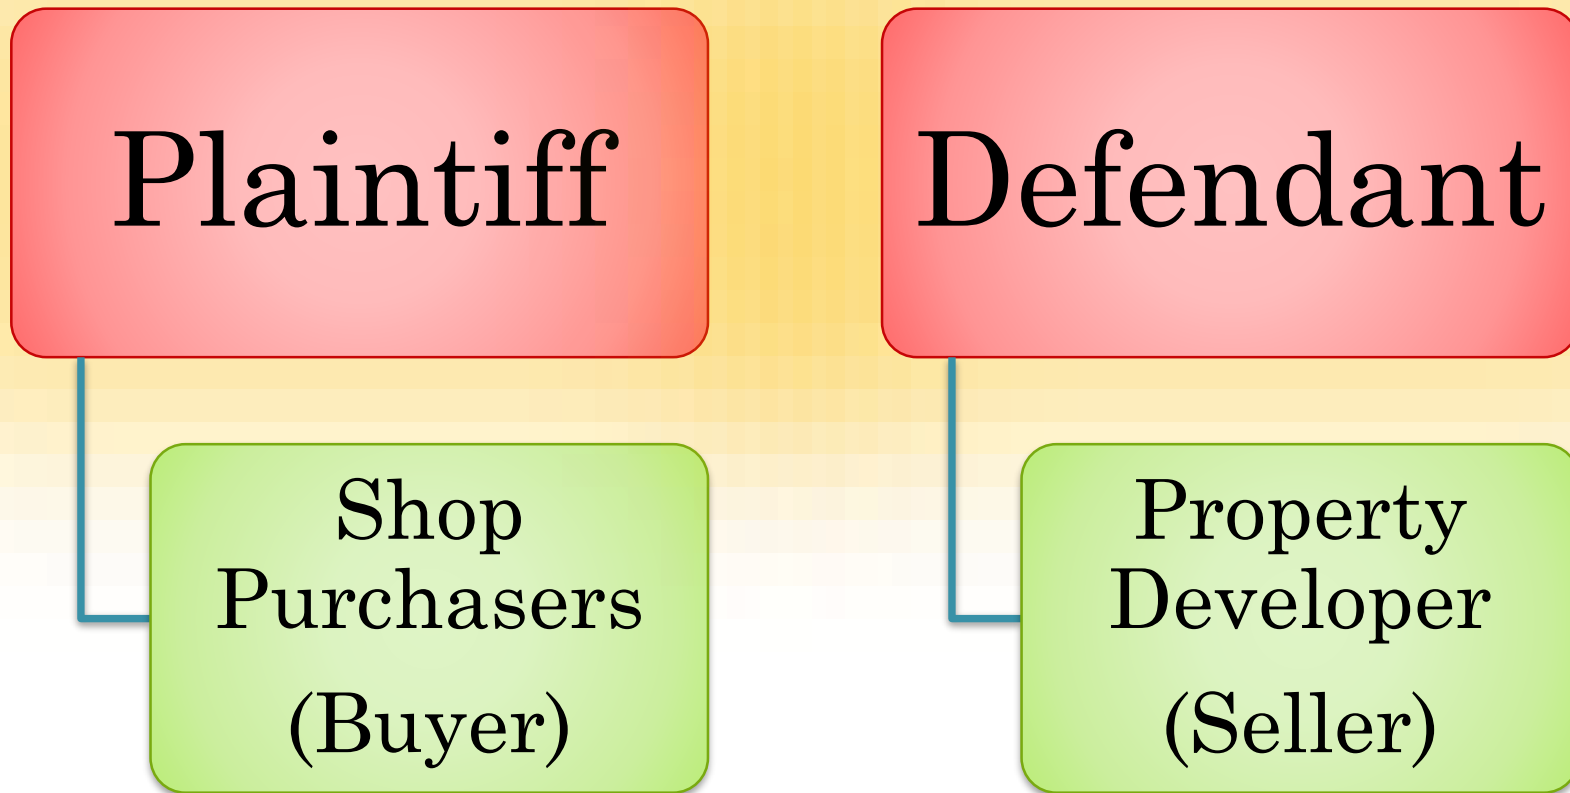 Plaintiff
Defendant
Shop
Purchasers
(Buyer)
Property
Developer
(Seller)